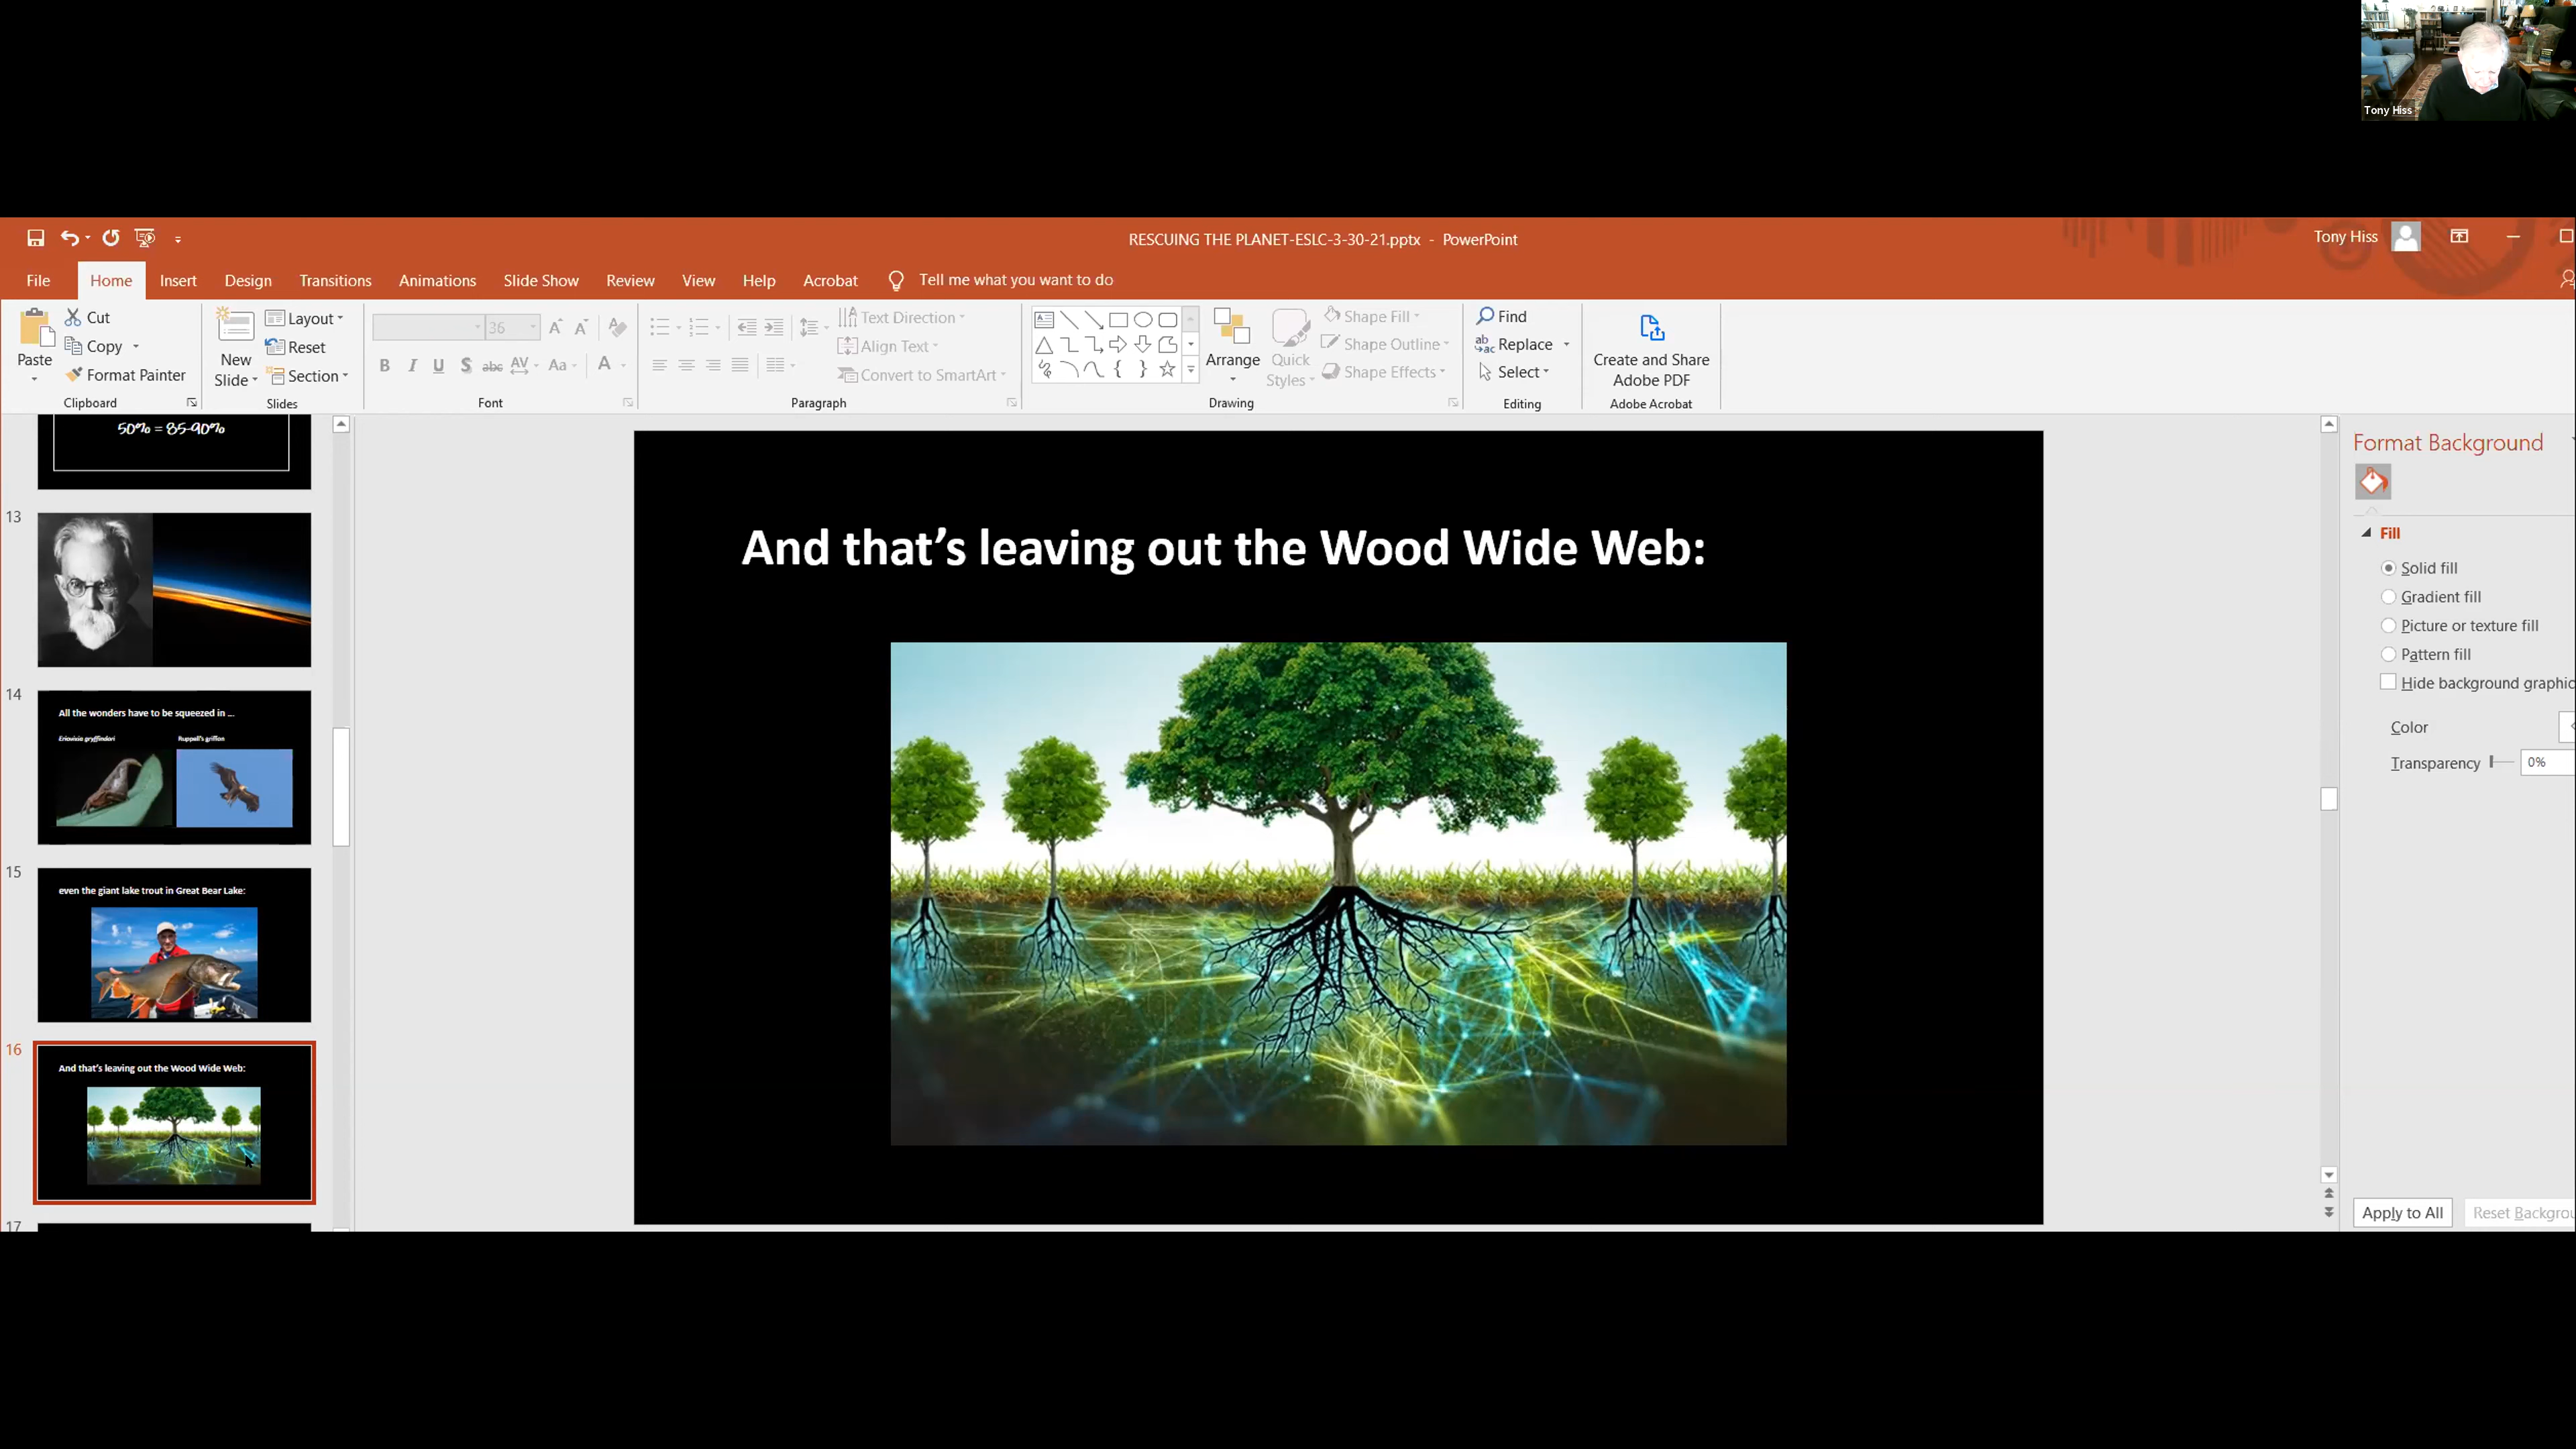 Tony Hiss
RESCUING THE PLANET-ESLC-3-30-21.pptx - PowerPoint
Tony Hiss
File Home Insert Design Transitions Animations Slide Show Review View Help Acrobat Tell me what you want to do
Paste
Cut
Copy
Format Painter
Clipboard
New Slide
Layout
Reset
Section
Slides
36
B I U S abc AV Aa A
Font
Text Direction
Align Text
Convert to SmartArt
Paragraph
Arrange
Quick Styles
Shape Fill
Shape Outline
Shape Effects
Drawing
Find
Replace
Select
Editing
Create and Share
Adobe PDF
Adobe Acrobat
50% = 85-90%
13
14
All the wonders have to be squeezed in ...
Eriovixia gryffindori Ruppell's griffon
15
even the giant lake trout in Great Bear Lake:
16
And that's leaving out the Wood Wide Web:
17
And that’s leaving out the Wood Wide Web:
Format Background
Fill
Solid fill
Gradient fill
Picture or texture fill
Pattern fill
Hide background graphic
Color
Transparency 0%
Apply to All Reset Backgrou